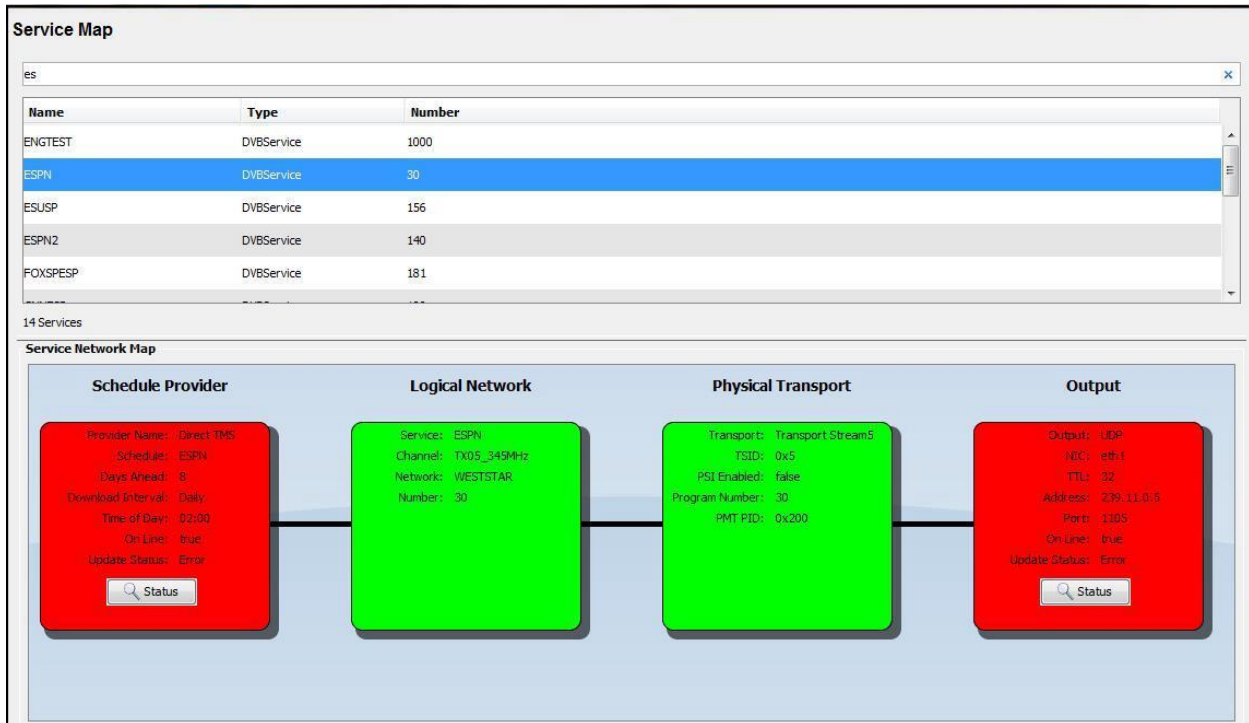 Service Map
es
Name Type Number
ENGTEST DVBService 1000
ESPN DVBService 30
ESUSP DVBService 156
ESPN2 DVBService 140
FOXSPESP DVBService 181
14 Services
Service Network Map
Schedule Provider
Provider Name: Direct TMS
Schedule: ESPN
Days Ahead: 8
Download Interval: Daily
Time of Day: 02:00
On Line: true
Update Status: Error
Status
Logical Network
Service: ESPN
Channel: TX05_345MHz
Network: WESTSTAR
Number: 30
Physical Transport
Transport: Transport Stream5
TSID: 0x5
PSI Enabled: false
Program Number: 30
PMT PID: 0x200
Output
Output: UDP
NIC: eth1
TTL: 32
Address: 239.11.0.5
Port: 1105
On Line: true
Update Status: Error
Status